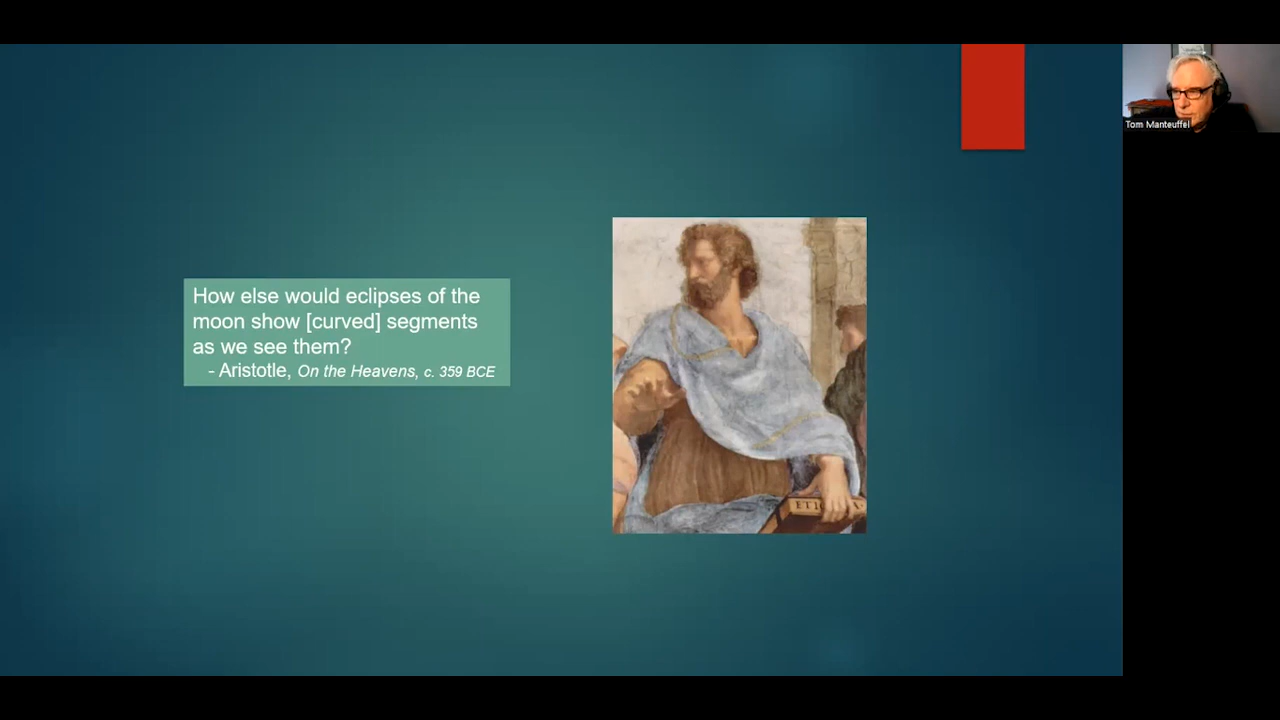 How else would eclipses of the
moon show [curved] segments
as we see them?
- Aristotle, On the Heavens, c. 359 BCE
ETI
Tom Manteuffel